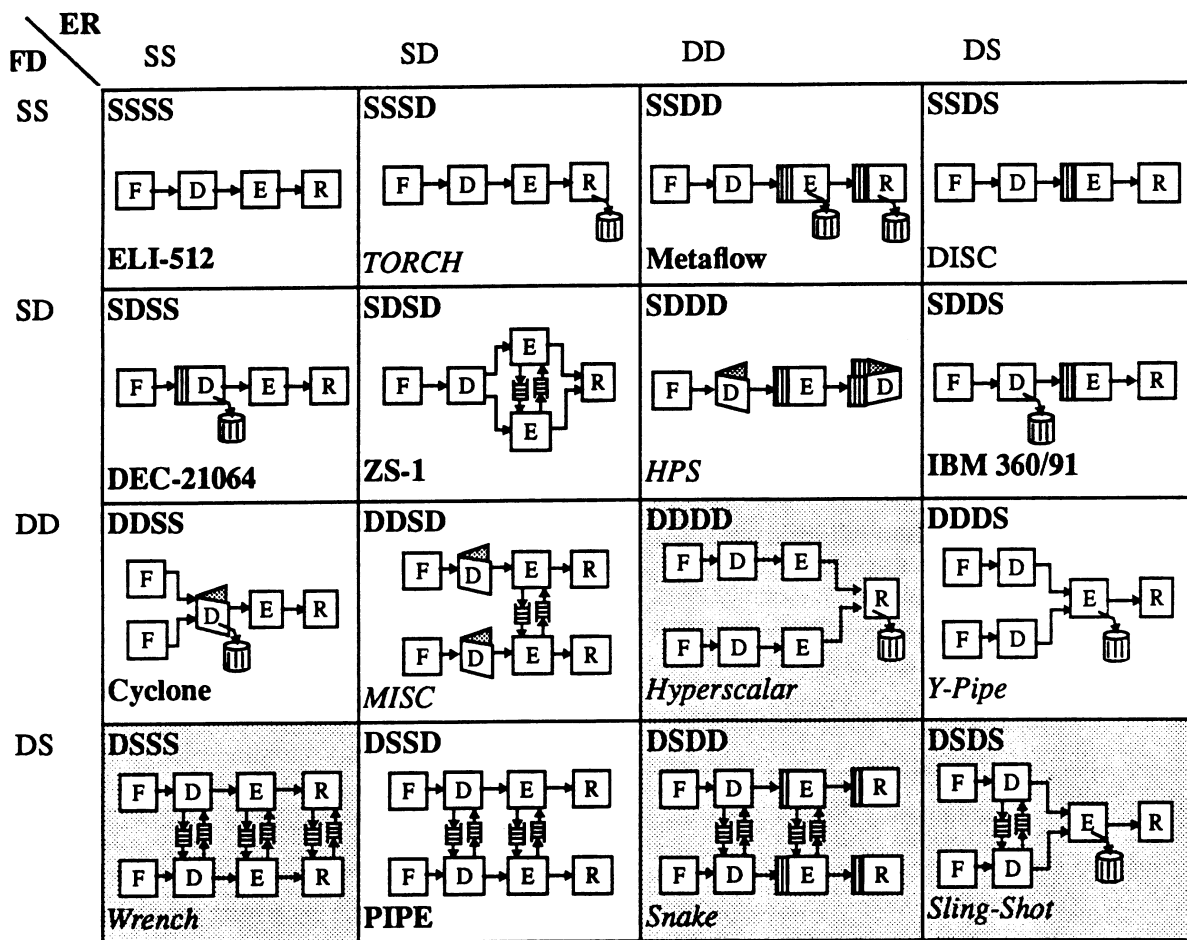 ER
FD SS SD DD DS
SS SSSS SSSD SSDD SSDS
F D E R F D E R F D E R F D E R
ELI-512 TORCH Metaflow DISC
SD SDSS SDSD SDDD SDDS
E
F D E R F D R F D E D F D E R
E
DEC-21064 ZS-1 HPS IBM 360/91
DD DDSS DDSD DDDD DDDS
F D E R F D E F D
F D E R R E R
F F D E R F D E F D
Cyclone MISC Hyperscalar Y-Pipe
DS DSSS DSSD DSDD DSDS
F D E R F D E R F D E R F D
E R
F D E R F D E R F D E R F D
Wrench PIPE Snake Sling-Shot